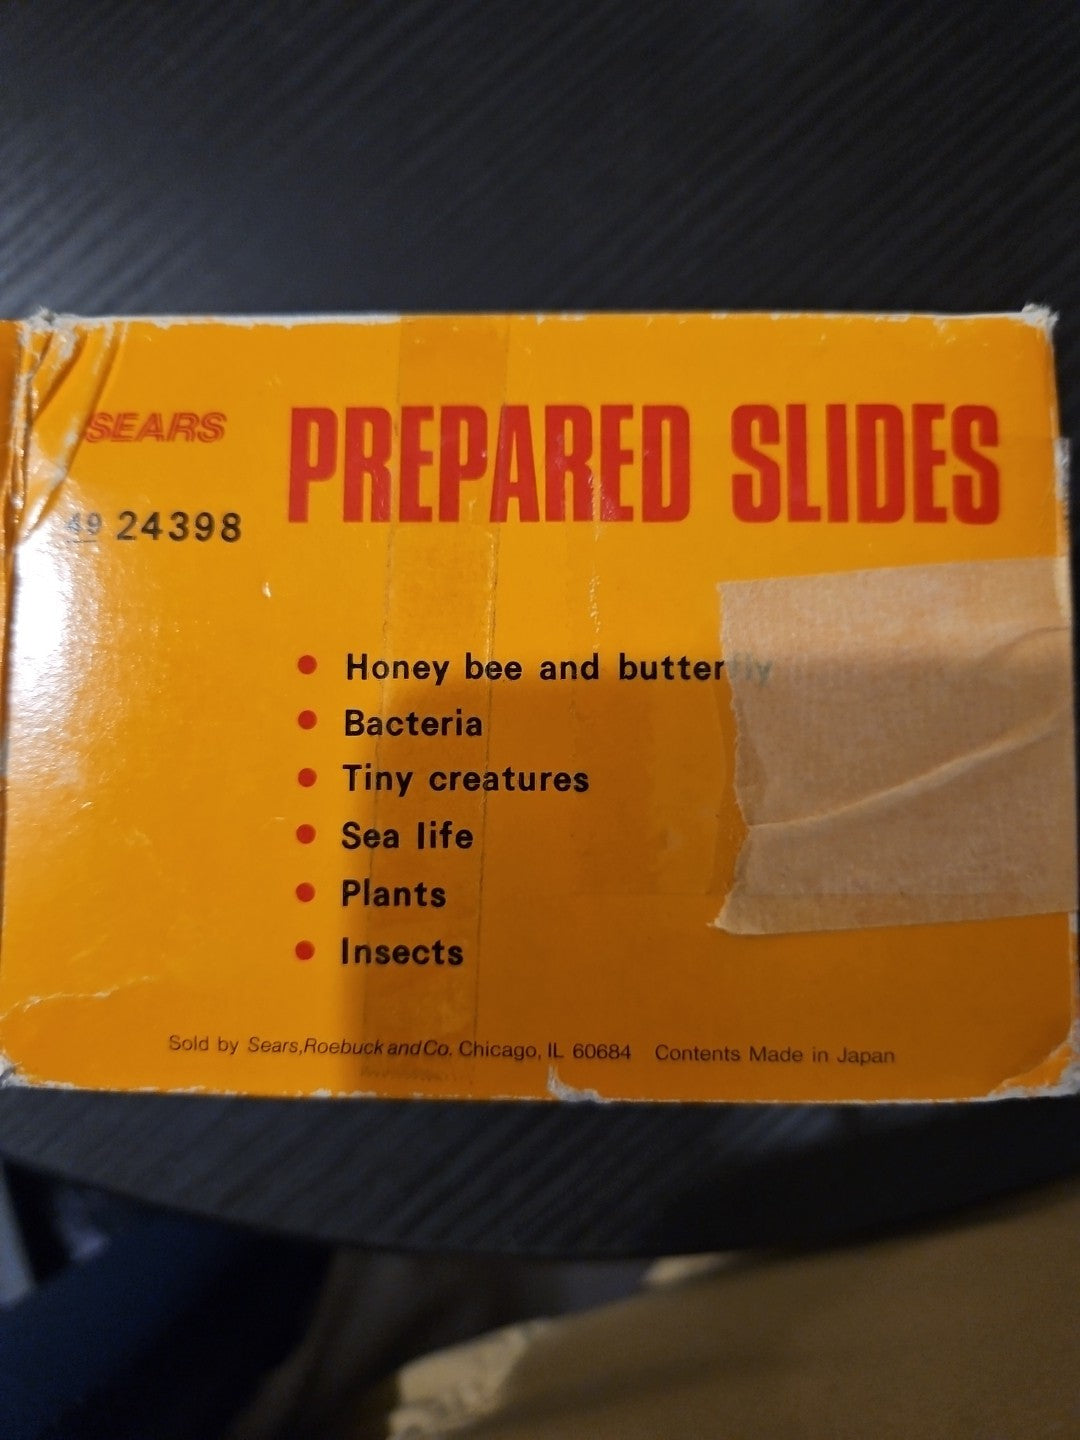 SEARS
PREPARED SLIDES
49 24398
Honey bee and butterfly
Bacteria
Tiny creatures
Sea life
Plants
Insects
Sold by Sears, Roebuck and Co. Chicago, IL 60684 Contents Made in Japan